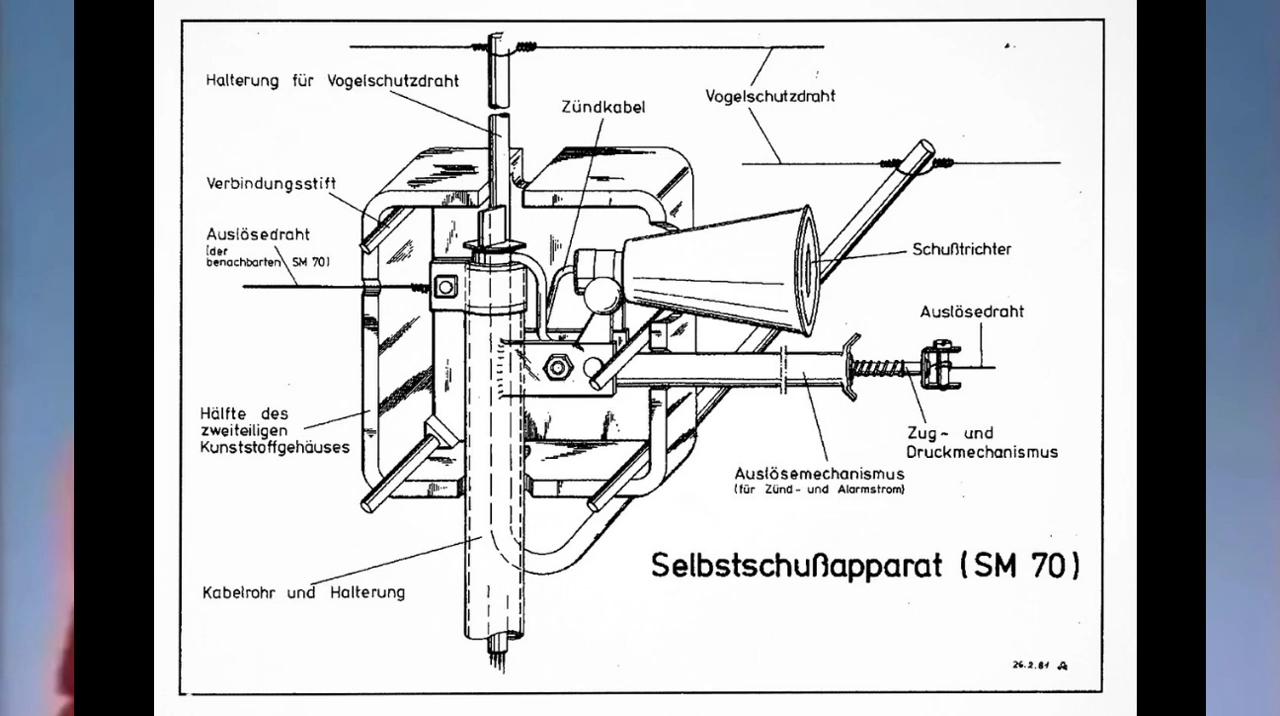 Halterung für Vogelschutzdraht
Zündkabel
Vogelschutzdraht
Verbindungsstift
Auslösedraht
(der
benachbarten SM 70)
Schußtrichter
Auslösedraht
Hälfte des
zweiteiligen
Kunststoffgehäuses
Zug- und
Druckmechanismus
Auslösemechanismus
(für Zünd- und Alarmstrom)
Selbstschußapparat (SM 70)
Kabelrohr und Halterung
26.2.81